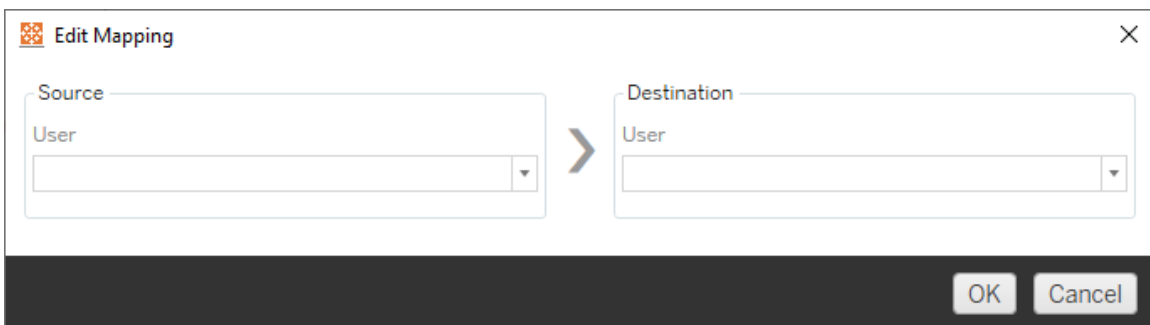 Edit Mapping
Source
Destination
User
User
OK
Cancel